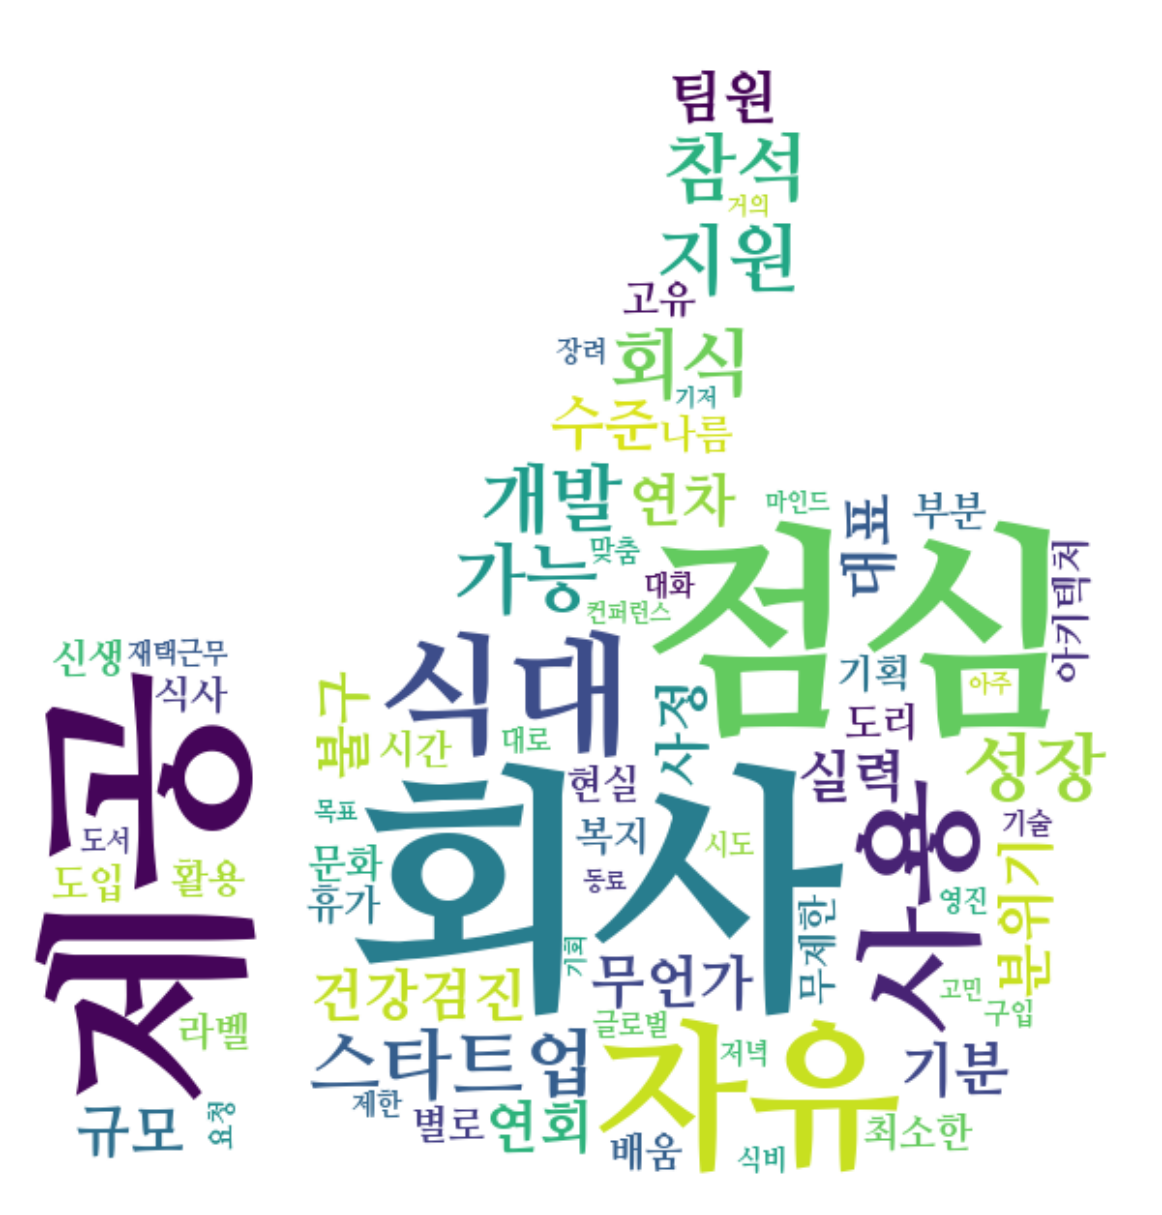 팀원
참석
거의
지원
고유
장려 회식
기저
수준 나름
개발 연차
마인드
대표
부분
가능
맞춤
대화
컨퍼런스
점심
아키텍처
신생 재택근무
식사
제공
불구
식대
사정
기획
아주
시간
대로
도리
성장
현실
실력
목표
회사
복지
시도
사용
기술
도서
도입
활용
문화
휴가
동료
무제한
영진
분위기
기회
건강검진
무언가
고민
구입
라벨
글로벌
스타트업
자유
저녁
기분
제한
규모
요청
별로
연회
배움
식비
최소한